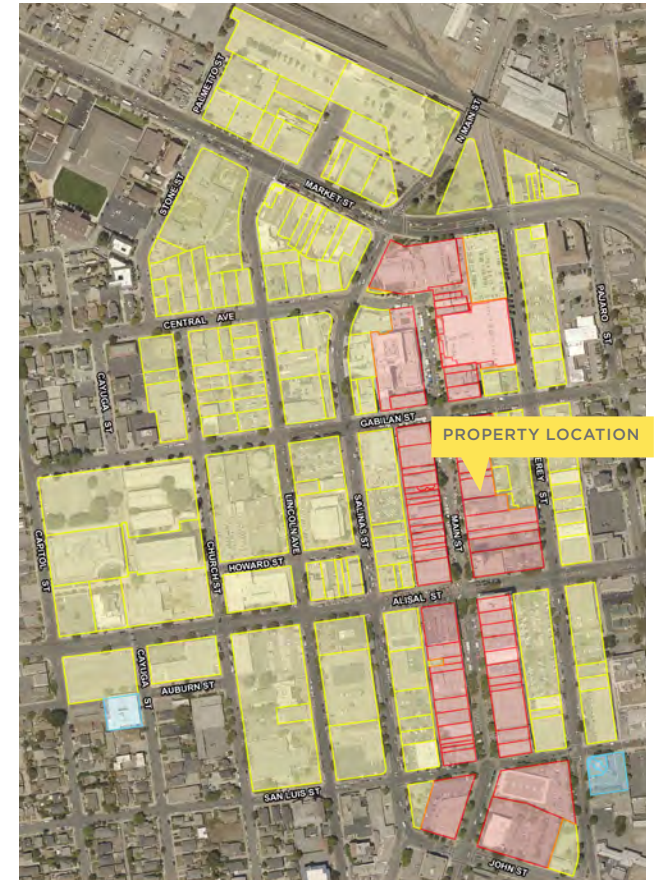 PALMETTO ST
N MAIN ST
MARKET ST
STONE ST
PAJARO ST
CENTRAL AVE
CAYUGA ST
GABILAN ST
PROPERTY LOCATION
EREY ST
LINCOLN AVE
SALINAS ST
MAIN ST
CAPITOL ST
CHURCH ST
HOWARD ST
ALISAL ST
CAYUGA ST
AUBURN ST
SAN LUIS ST
JOHN ST